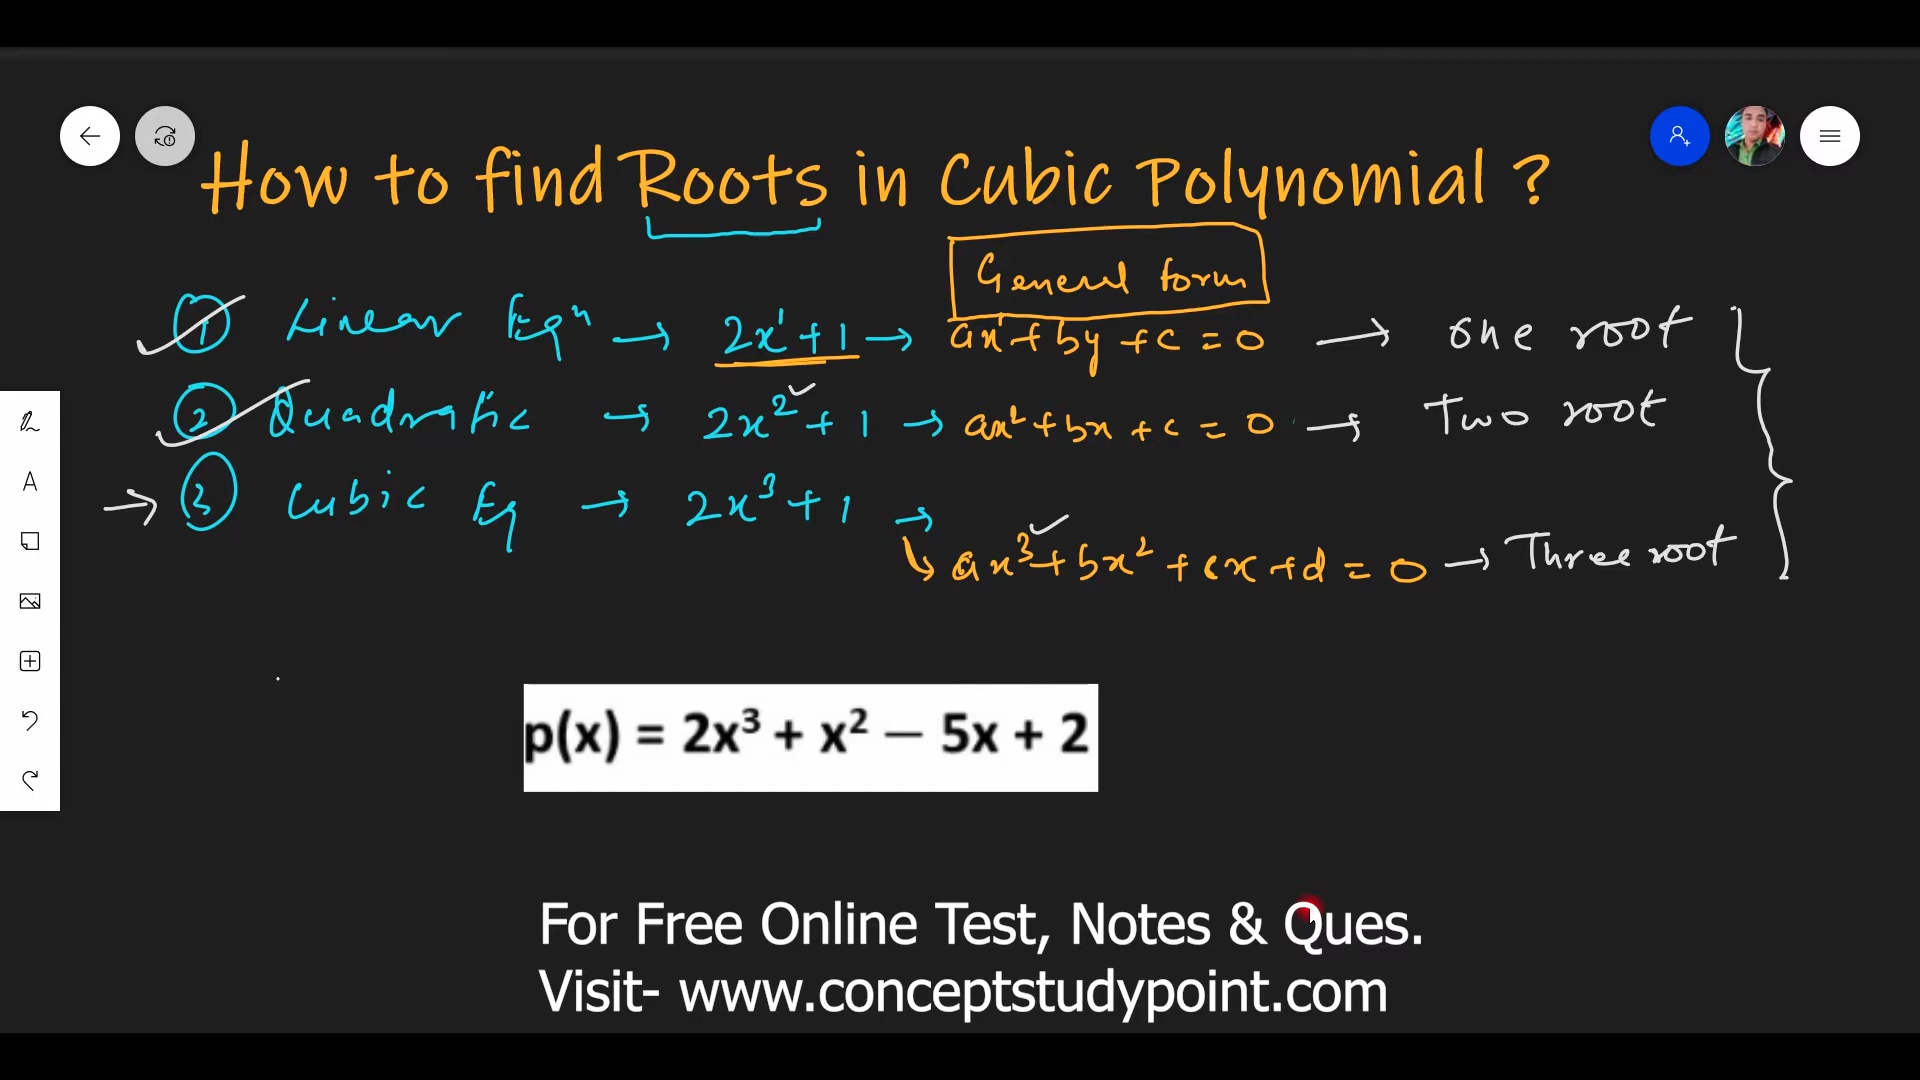 How to find Roots in Cubic Polynomial ?
General form
① Linear Eqⁿ → 2x¹+1 → ax¹+by+c=0 → one root
② Quadratic → 2x²+1 → ax²+bx+c=0 → Two root
③ Cubic Eq → 2x³+1 →
↳ ax³+bx²+cx+d=0 → Three root
p(x) = 2x³ + x² – 5x + 2
For Free Online Test, Notes & Ques.
Visit- www.conceptstudypoint.com